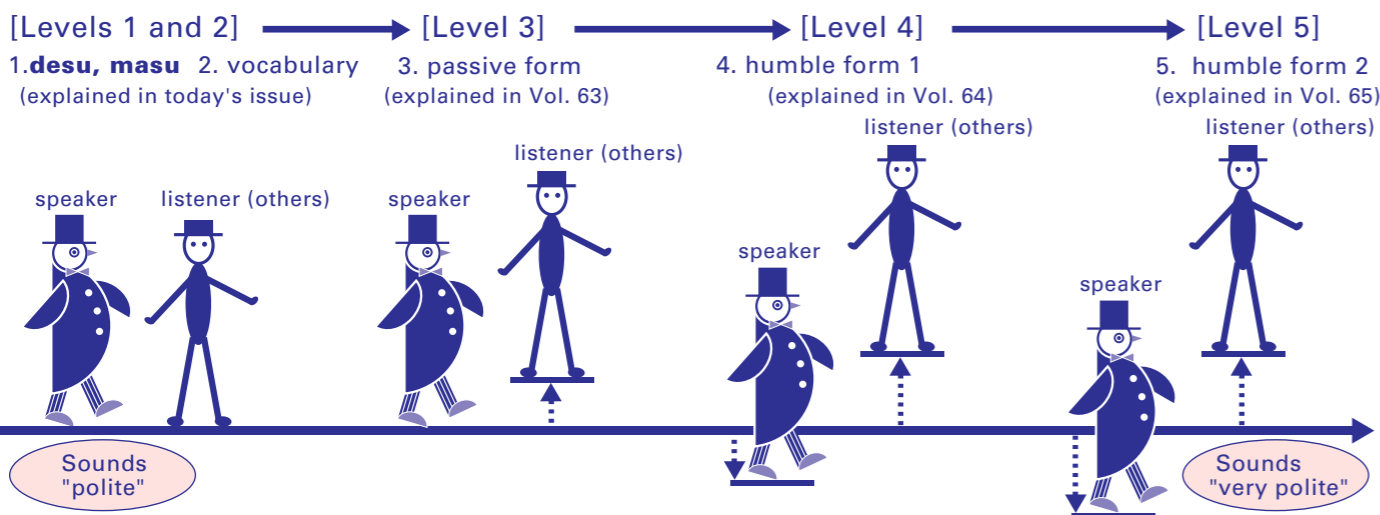 [Levels 1 and 2]
[Level 3]
[Level 4]
[Level 5]
1.desu, masu 2. vocabulary
(explained in today's issue)
3. passive form
(explained in Vol. 63)
4. humble form 1
(explained in Vol. 64)
5. humble form 2
(explained in Vol. 65)
speaker
listener (others)
speaker
listener (others)
speaker
listener (others)
speaker
listener (others)
Sounds
"polite"
Sounds
"very polite"